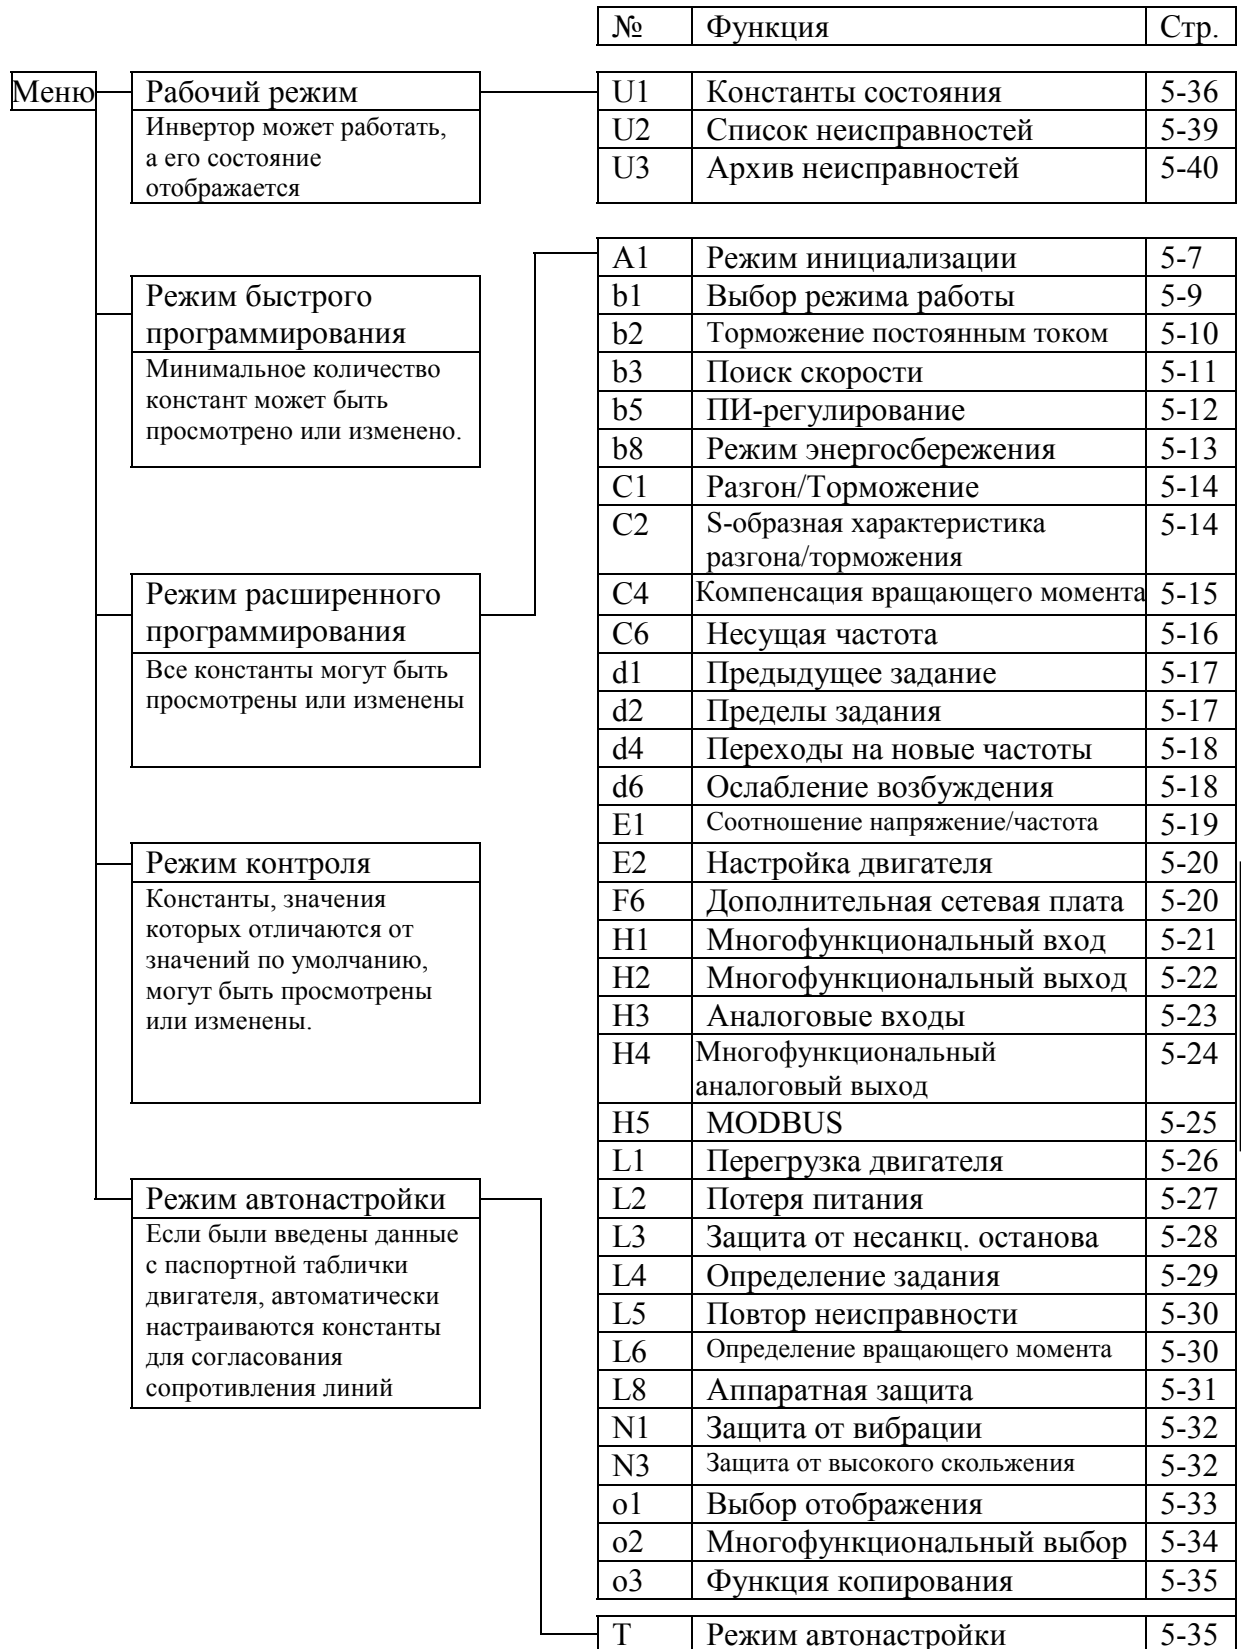 № Функция Стр.
Меню
Рабочий режим
Инвертор может работать,
а его состояние
отображается
U1 Константы состояния 5-36
U2 Список неисправностей 5-39
U3 Архив неисправностей 5-40
Режим быстрого
программирования
Минимальное количество
констант может быть
просмотрено или изменено.
Режим расширенного
программирования
Все константы могут быть
просмотрены или изменены
Режим контроля
Константы, значения
которых отличаются от
значений по умолчанию,
могут быть просмотрены
или изменены.
Режим автонастройки
Если были введены данные
с паспортной таблички
двигателя, автоматически
настраиваются константы
для согласования
сопротивления линий
A1 Режим инициализации 5-7
b1 Выбор режима работы 5-9
b2 Торможение постоянным током 5-10
b3 Поиск скорости 5-11
b5 ПИ-регулирование 5-12
b8 Режим энергосбережения 5-13
C1 Разгон/Торможение 5-14
C2 S-образная характеристика 5-14
разгона/торможения
C4 Компенсация вращающего момента 5-15
C6 Несущая частота 5-16
d1 Предыдущее задание 5-17
d2 Пределы задания 5-17
d4 Переходы на новые частоты 5-18
d6 Ослабление возбуждения 5-18
E1 Соотношение напряжение/частота 5-19
E2 Настройка двигателя 5-20
F6 Дополнительная сетевая плата 5-20
H1 Многофункциональный вход 5-21
H2 Многофункциональный выход 5-22
H3 Аналоговые входы 5-23
H4 Многофункциональный 5-24
аналоговый выход
H5 MODBUS 5-25
L1 Перегрузка двигателя 5-26
L2 Потеря питания 5-27
L3 Защита от несанкц. останова 5-28
L4 Определение задания 5-29
L5 Повтор неисправности 5-30
L6 Определение вращающего момента 5-30
L8 Аппаратная защита 5-31
N1 Защита от вибрации 5-32
N3 Защита от высокого скольжения 5-32
o1 Выбор отображения 5-33
o2 Многофункциональный выбор 5-34
o3 Функция копирования 5-35
T Режим автонастройки 5-35